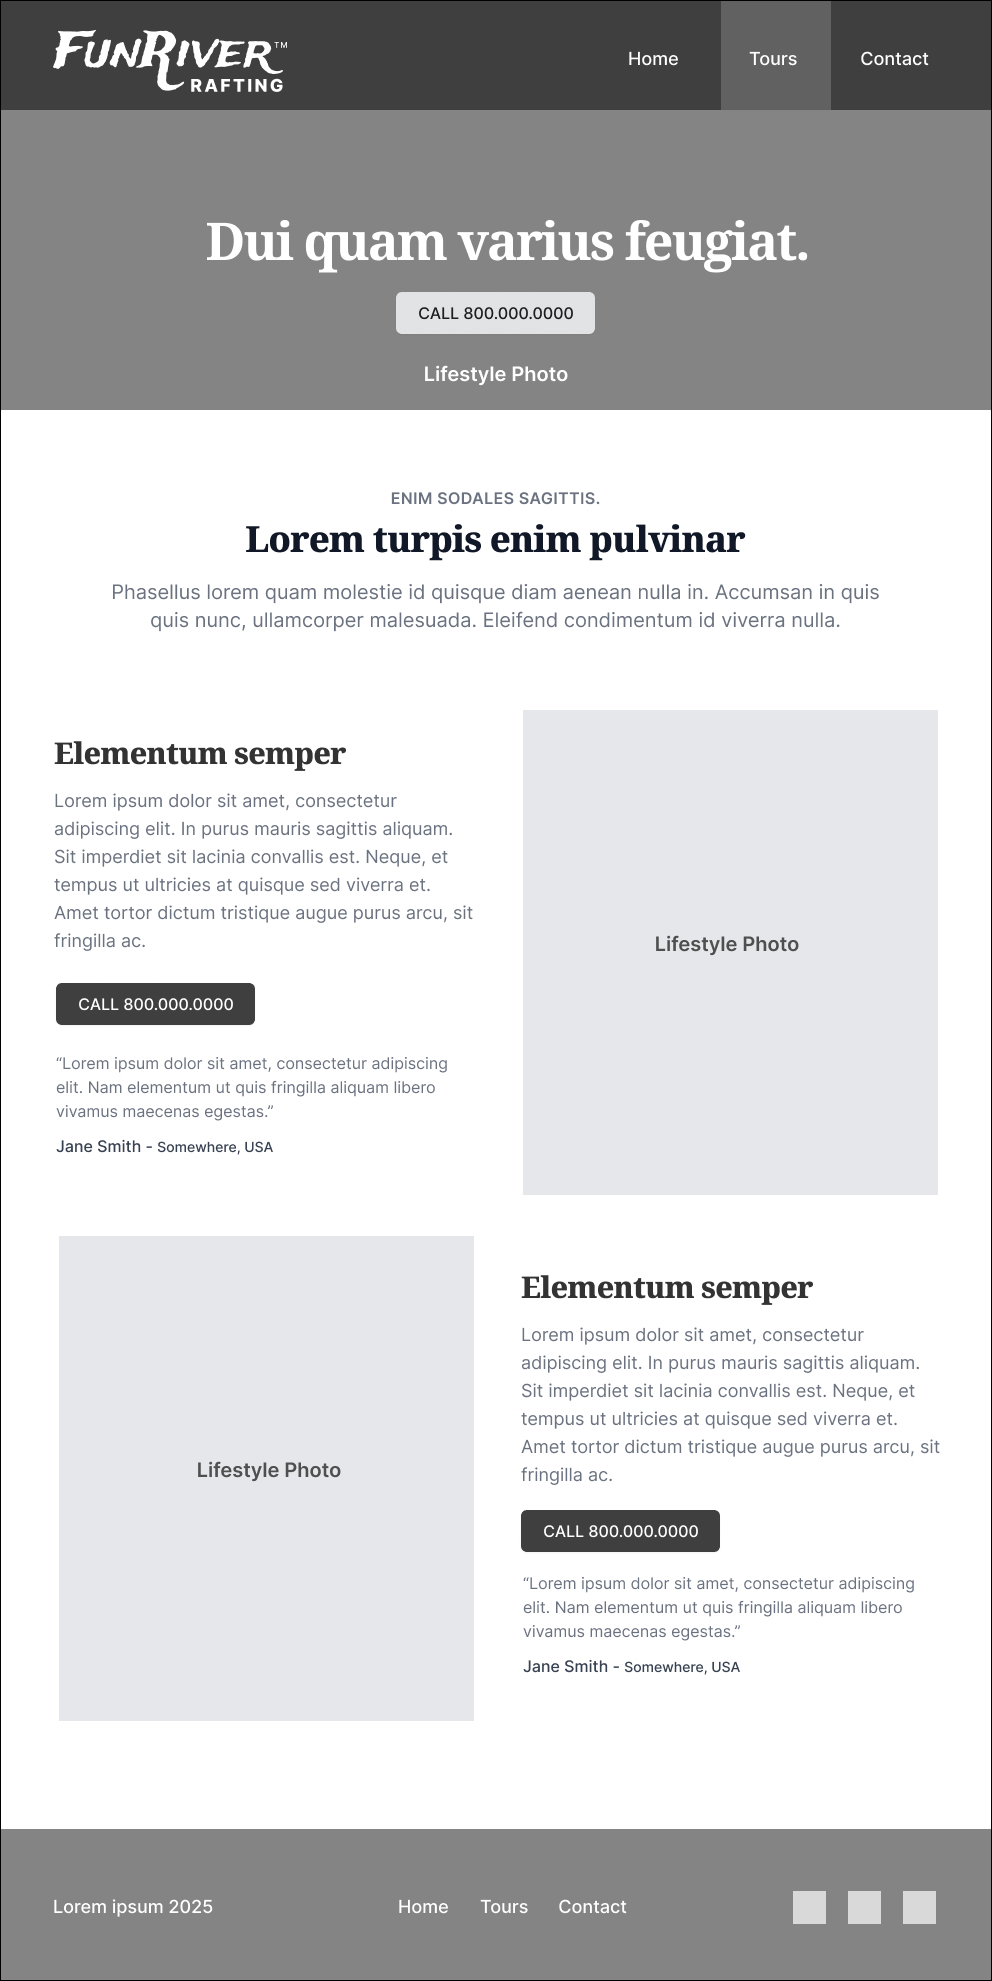 FunRiver™
RAFTING
Home Tours Contact
Dui quam varius feugiat.
CALL 800.000.0000
Lifestyle Photo
ENIM SODALES SAGITTIS.
Lorem turpis enim pulvinar
Phasellus lorem quam molestie id quisque diam aenean nulla in. Accumsan in quis
quis nunc, ullamcorper malesuada. Eleifend condimentum id viverra nulla.
Elementum semper
Lorem ipsum dolor sit amet, consectetur
adipiscing elit. In purus mauris sagittis aliquam.
Sit imperdiet sit lacinia convallis est. Neque, et
tempus ut ultricies at quisque sed viverra et.
Amet tortor dictum tristique augue purus arcu, sit
fringilla ac.
CALL 800.000.0000
“Lorem ipsum dolor sit amet, consectetur adipiscing
elit. Nam elementum ut quis fringilla aliquam libero
vivamus maecenas egestas.”
Jane Smith - Somewhere, USA
Lifestyle Photo
Lifestyle Photo
Elementum semper
Lorem ipsum dolor sit amet, consectetur
adipiscing elit. In purus mauris sagittis aliquam.
Sit imperdiet sit lacinia convallis est. Neque, et
tempus ut ultricies at quisque sed viverra et.
Amet tortor dictum tristique augue purus arcu, sit
fringilla ac.
CALL 800.000.0000
“Lorem ipsum dolor sit amet, consectetur adipiscing
elit. Nam elementum ut quis fringilla aliquam libero
vivamus maecenas egestas.”
Jane Smith - Somewhere, USA
Lorem ipsum 2025
Home Tours Contact